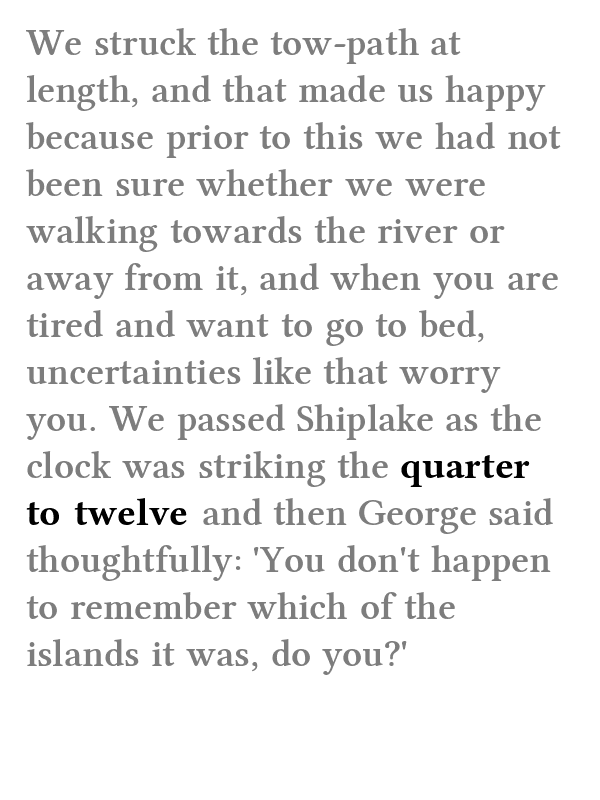 We struck the tow-path at
length, and that made us happy
because prior to this we had not
been sure whether we were
walking towards the river or
away from it, and when you are
tired and want to go to bed,
uncertainties like that worry
you. We passed Shiplake as the
clock was striking the quarter
to twelve and then George said
thoughtfully: 'You don't happen
to remember which of the
islands it was, do you?'